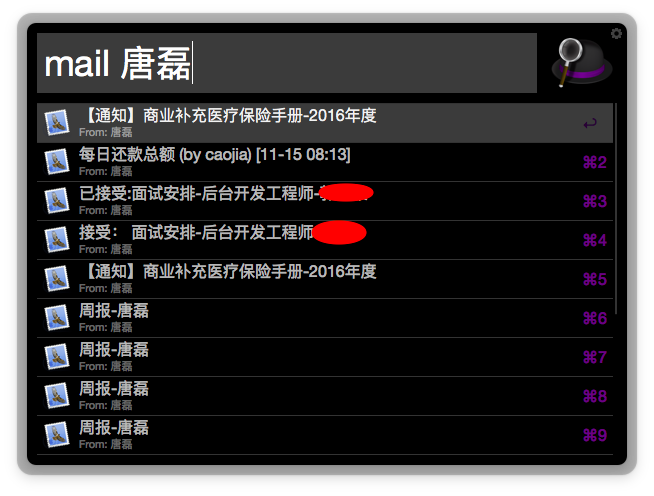 mail 唐磊
【通知】商业补充医疗保险手册-2016年度
From: 唐磊
↩
每日还款总额 (by caojia) [11-15 08:13]
From: 唐磊
⌘2
已接受:面试安排-后台开发工程师-
From: 唐磊
⌘3
接受： 面试安排-后台开发工程师
From: 唐磊
⌘4
【通知】商业补充医疗保险手册-2016年度
From: 唐磊
⌘5
周报-唐磊
From: 唐磊
⌘6
周报-唐磊
From: 唐磊
⌘7
周报-唐磊
From: 唐磊
⌘8
周报-唐磊
From: 唐磊
⌘9